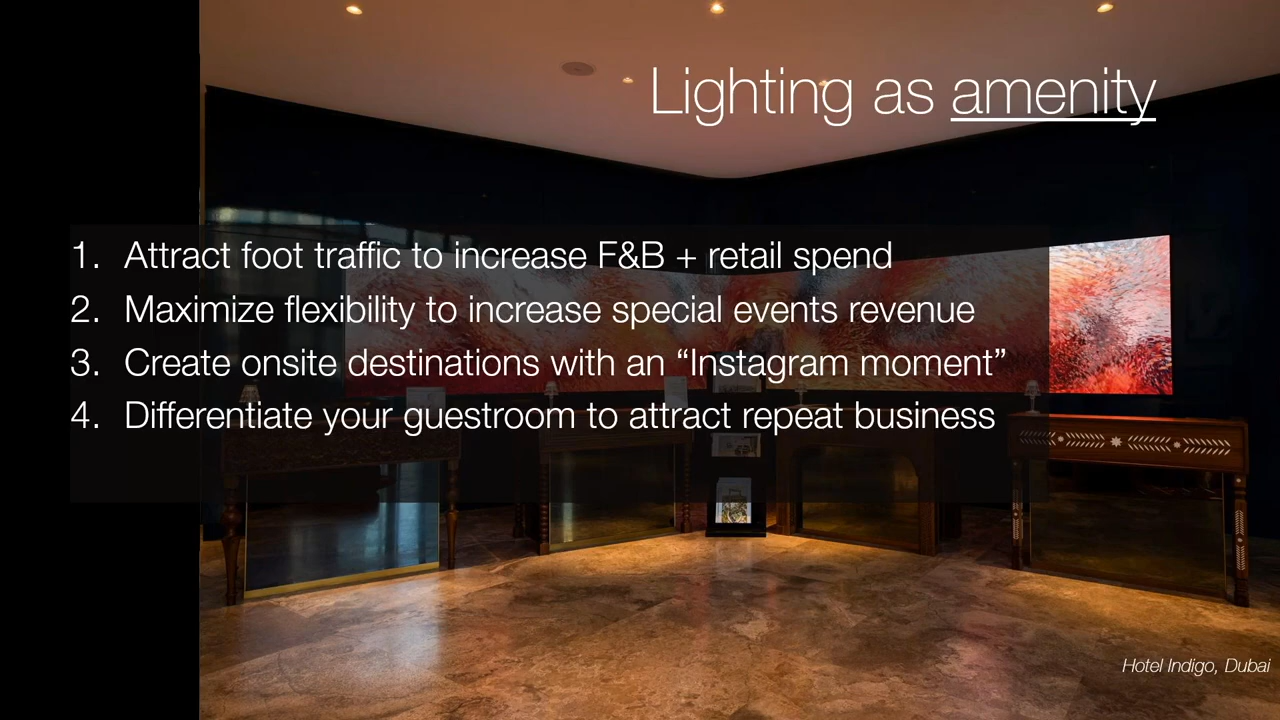 Lighting as amenity
1. Attract foot traffic to increase F&B + retail spend
2. Maximize flexibility to increase special events revenue
3. Create onsite destinations with an “Instagram moment”
4. Differentiate your guestroom to attract repeat business
Hotel Indigo, Dubai